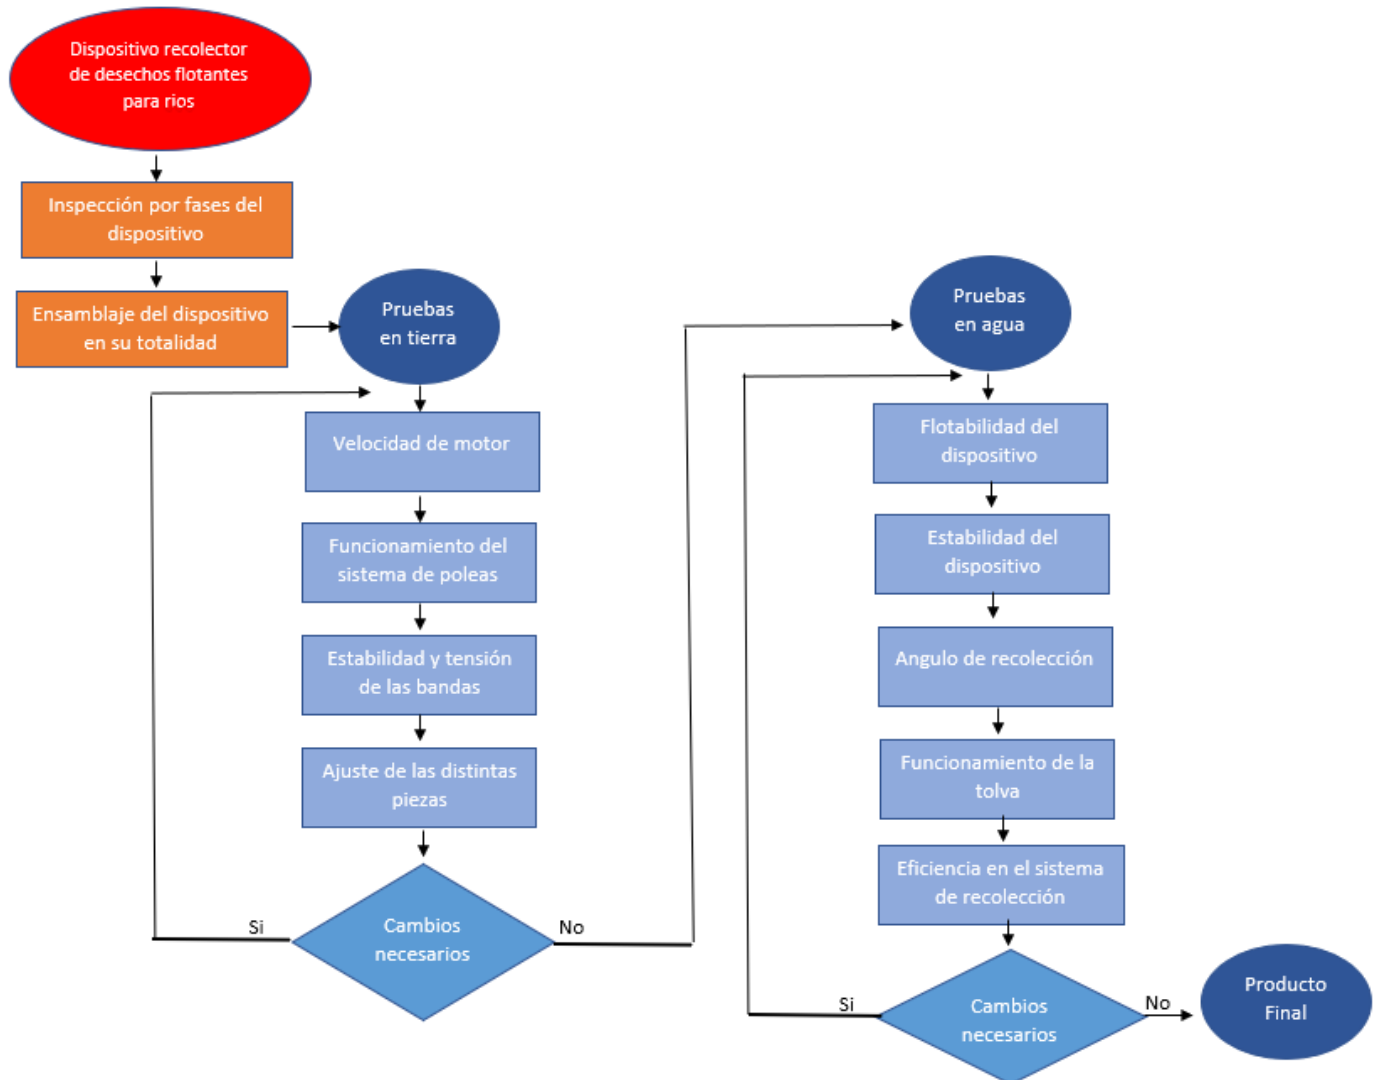 Dispositivo recolector
de desechos flotantes
para rios
Inspección por fases del
dispositivo
Ensamblaje del dispositivo
en su totalidad
Pruebas
en tierra
Velocidad de motor
Funcionamiento del
sistema de poleas
Estabilidad y tensión
de las bandas
Ajuste de las distintas
piezas
Cambios
necesarios
Si
No
Pruebas
en agua
Flotabilidad del
dispositivo
Estabilidad del
dispositivo
Angulo de recolección
Funcionamiento de la
tolva
Eficiencia en el sistema
de recolección
Cambios
necesarios
Si
No
Producto
Final